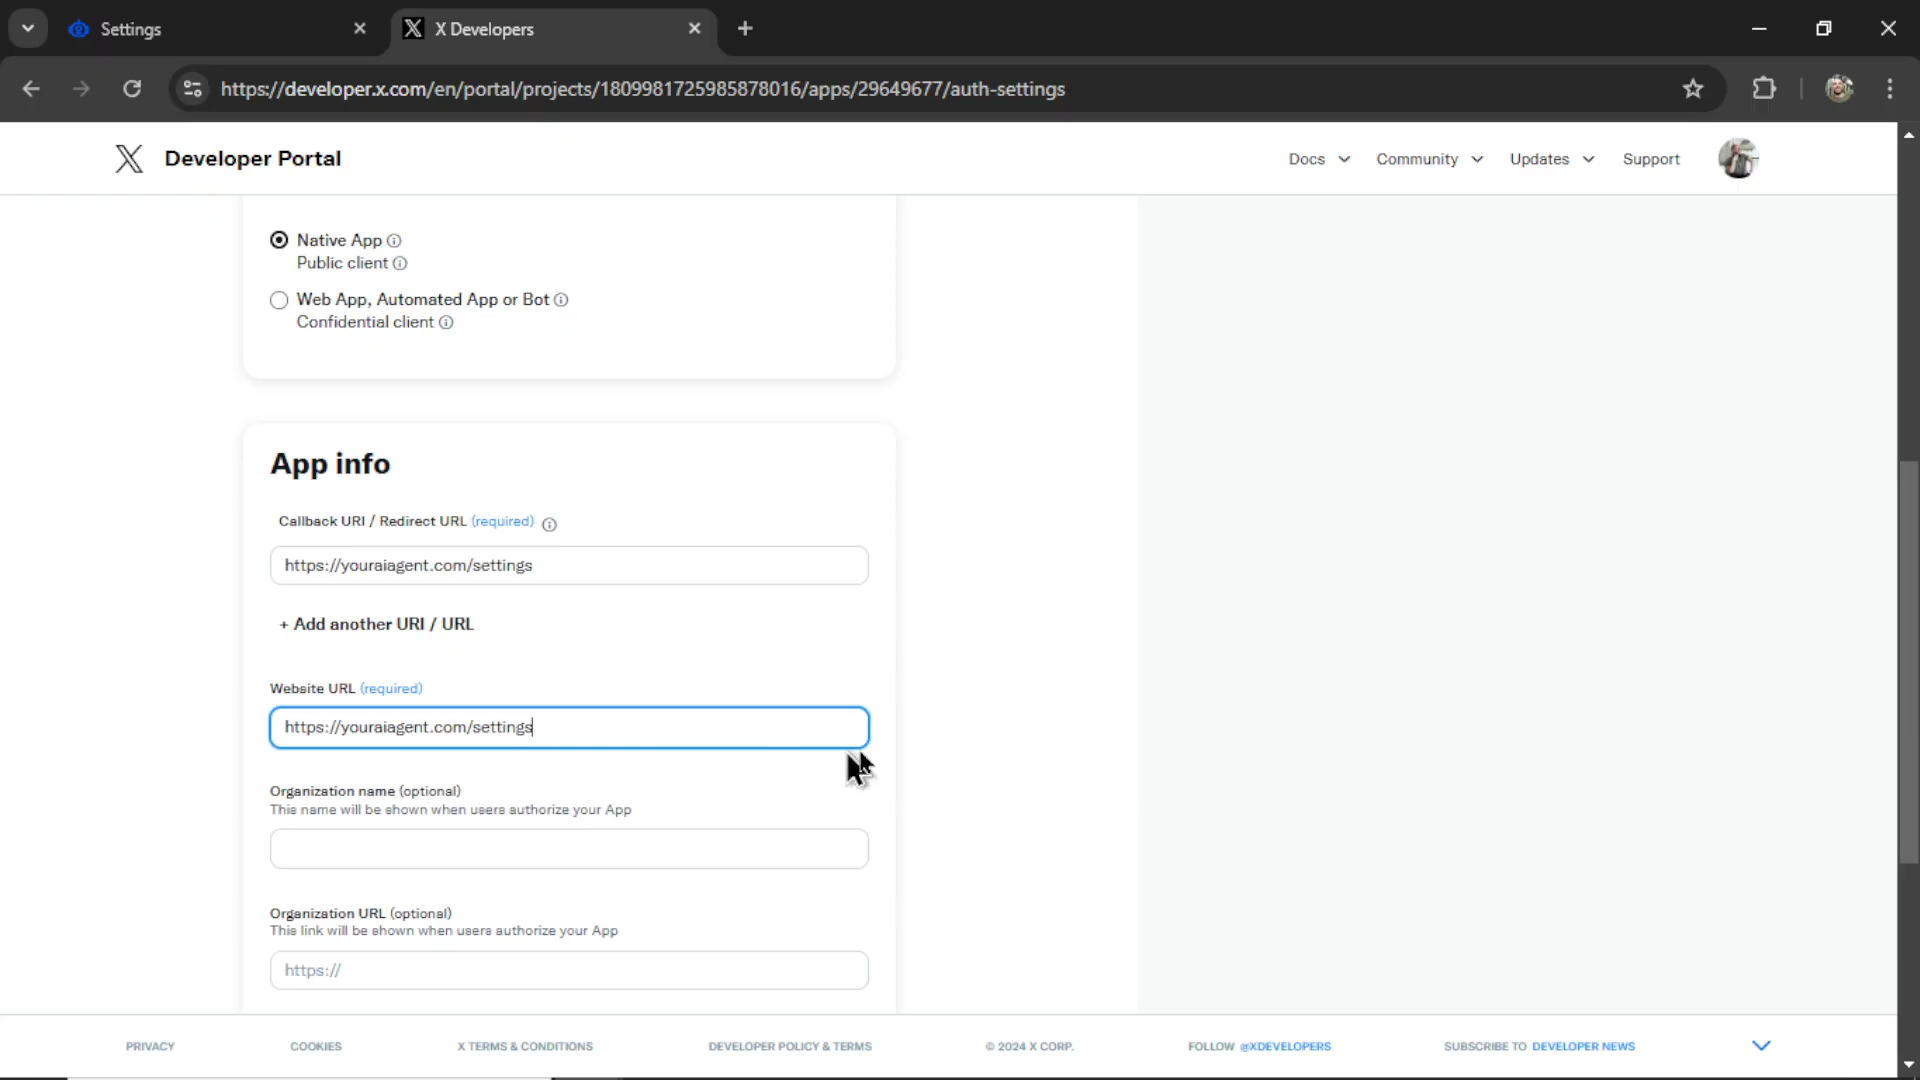 Settings
X Developers
https://developer.x.com/en/portal/projects/1809981725985878016/apps/29649677/auth-settings
Developer Portal
Docs
Community
Updates
Support
Native App
Public client
Web App, Automated App or Bot
Confidential client
App info
Callback URI / Redirect URL (required)
https://youraiagent.com/settings
+ Add another URI / URL
Website URL (required)
https://youraiagent.com/settings
Organization name (optional)
This name will be shown when users authorize your App
Organization URL (optional)
This link will be shown when users authorize your App
https://
PRIVACY
COOKIES
X TERMS & CONDITIONS
DEVELOPER POLICY & TERMS
© 2024 X CORP.
FOLLOW @XDEVELOPERS
SUBSCRIBE TO DEVELOPER NEWS